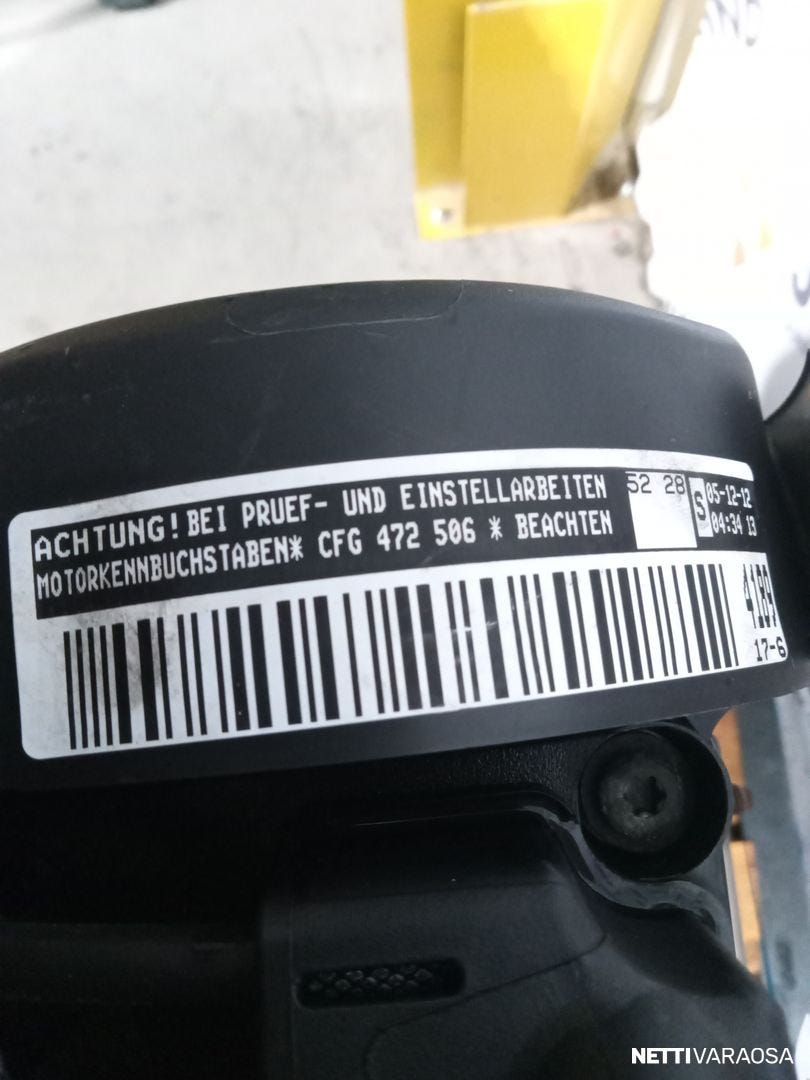 ACHTUNG! BEI PRUEF- UND EINSTELLARBEITEN
MOTORKENNBUCHSTABEN* CFG 472 506 * BEACHTEN
52 28
S
05-12-12
04:34 13
4189
17-6
NETTIVARAOSA